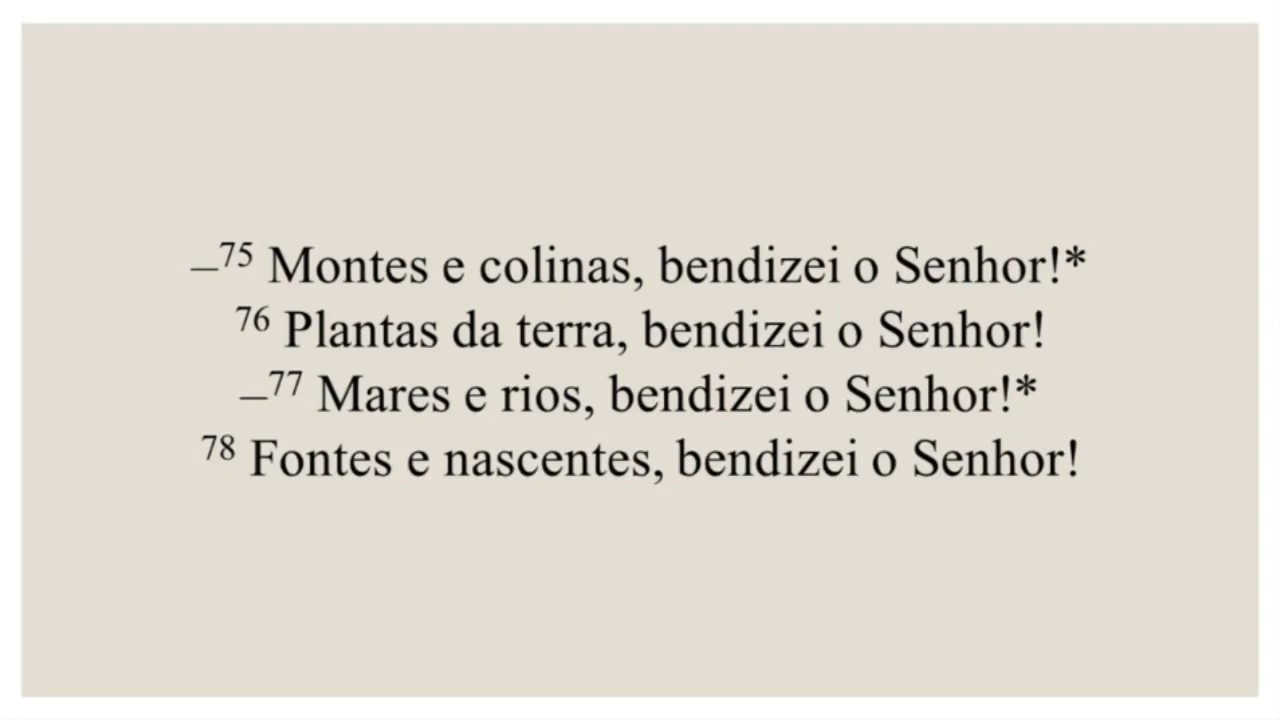 –75 Montes e colinas, bendizei o Senhor!*
76 Plantas da terra, bendizei o Senhor!
–77 Mares e rios, bendizei o Senhor!*
78 Fontes e nascentes, bendizei o Senhor!